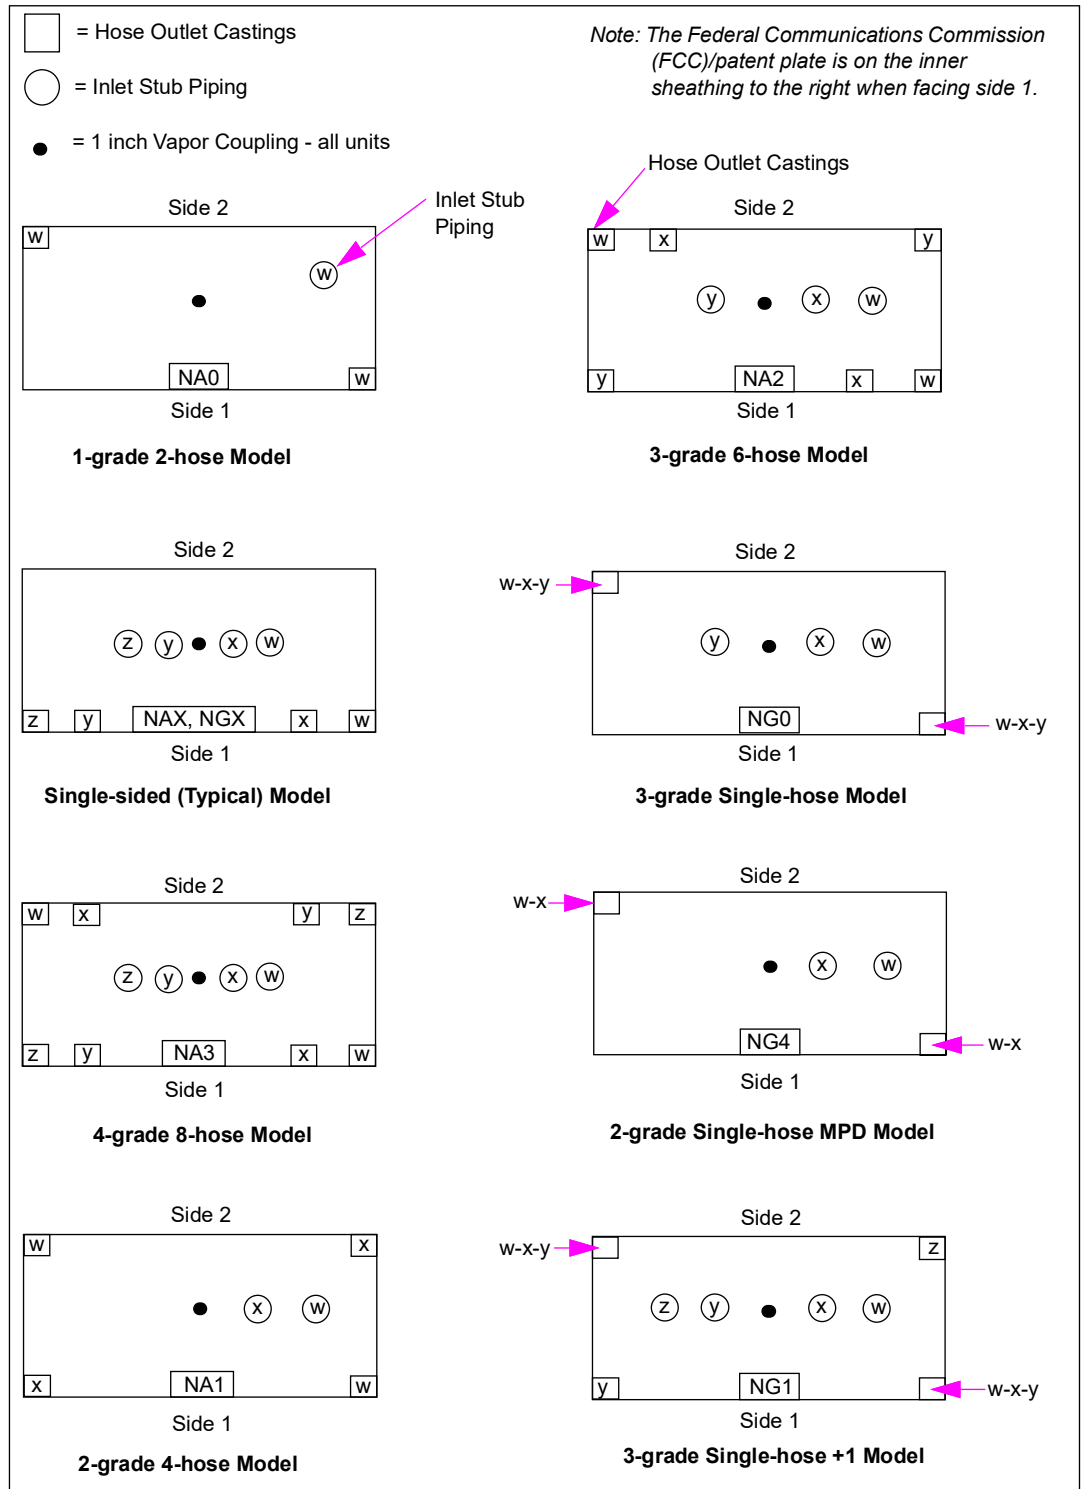 = Hose Outlet Castings
= Inlet Stub Piping
= 1 inch Vapor Coupling - all units
Note: The Federal Communications Commission
(FCC)/patent plate is on the inner
sheathing to the right when facing side 1.
Inlet Stub
Piping
Side 2
w
w
NA0
w
Side 1
1-grade 2-hose Model
Hose Outlet Castings
Side 2
w x y
y x w
y NA2 x w
Side 1
3-grade 6-hose Model
Side 2
z y x w
z y NAX, NGX x w
Side 1
Single-sided (Typical) Model
Side 2
w-x-y
y x w
NG0
w-x-y
Side 1
3-grade Single-hose Model
Side 2
w x y z
z y x w
z y NA3 x w
Side 1
4-grade 8-hose Model
Side 2
w-x
x w
NG4
w-x
Side 1
2-grade Single-hose MPD Model
Side 2
w x
x w
x NA1 w
Side 1
2-grade 4-hose Model
Side 2
w-x-y z
z y x w
y NG1 w-x-y
Side 1
3-grade Single-hose +1 Model